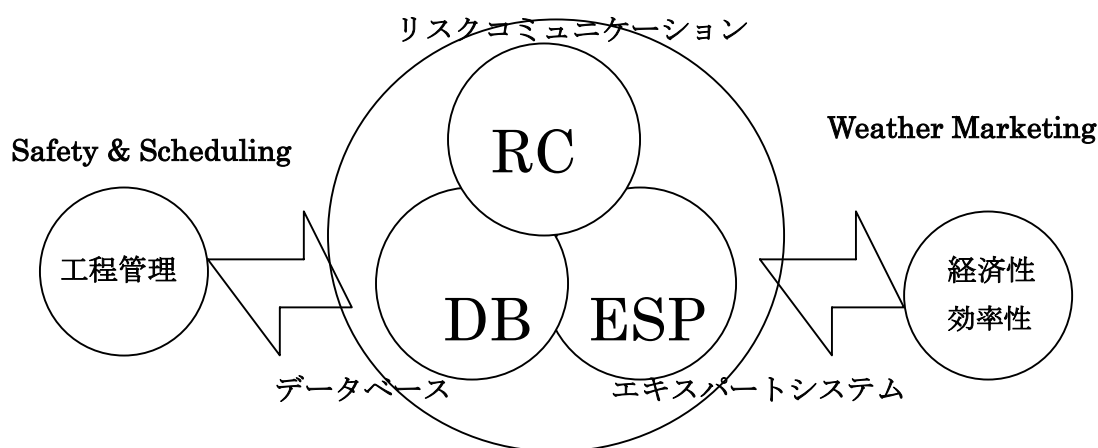 リスクコミュニケーション
Weather Marketing
Safety & Scheduling
RC
工程管理
経済性
効率性
DB
ESP
データベース
エキスパートシステム